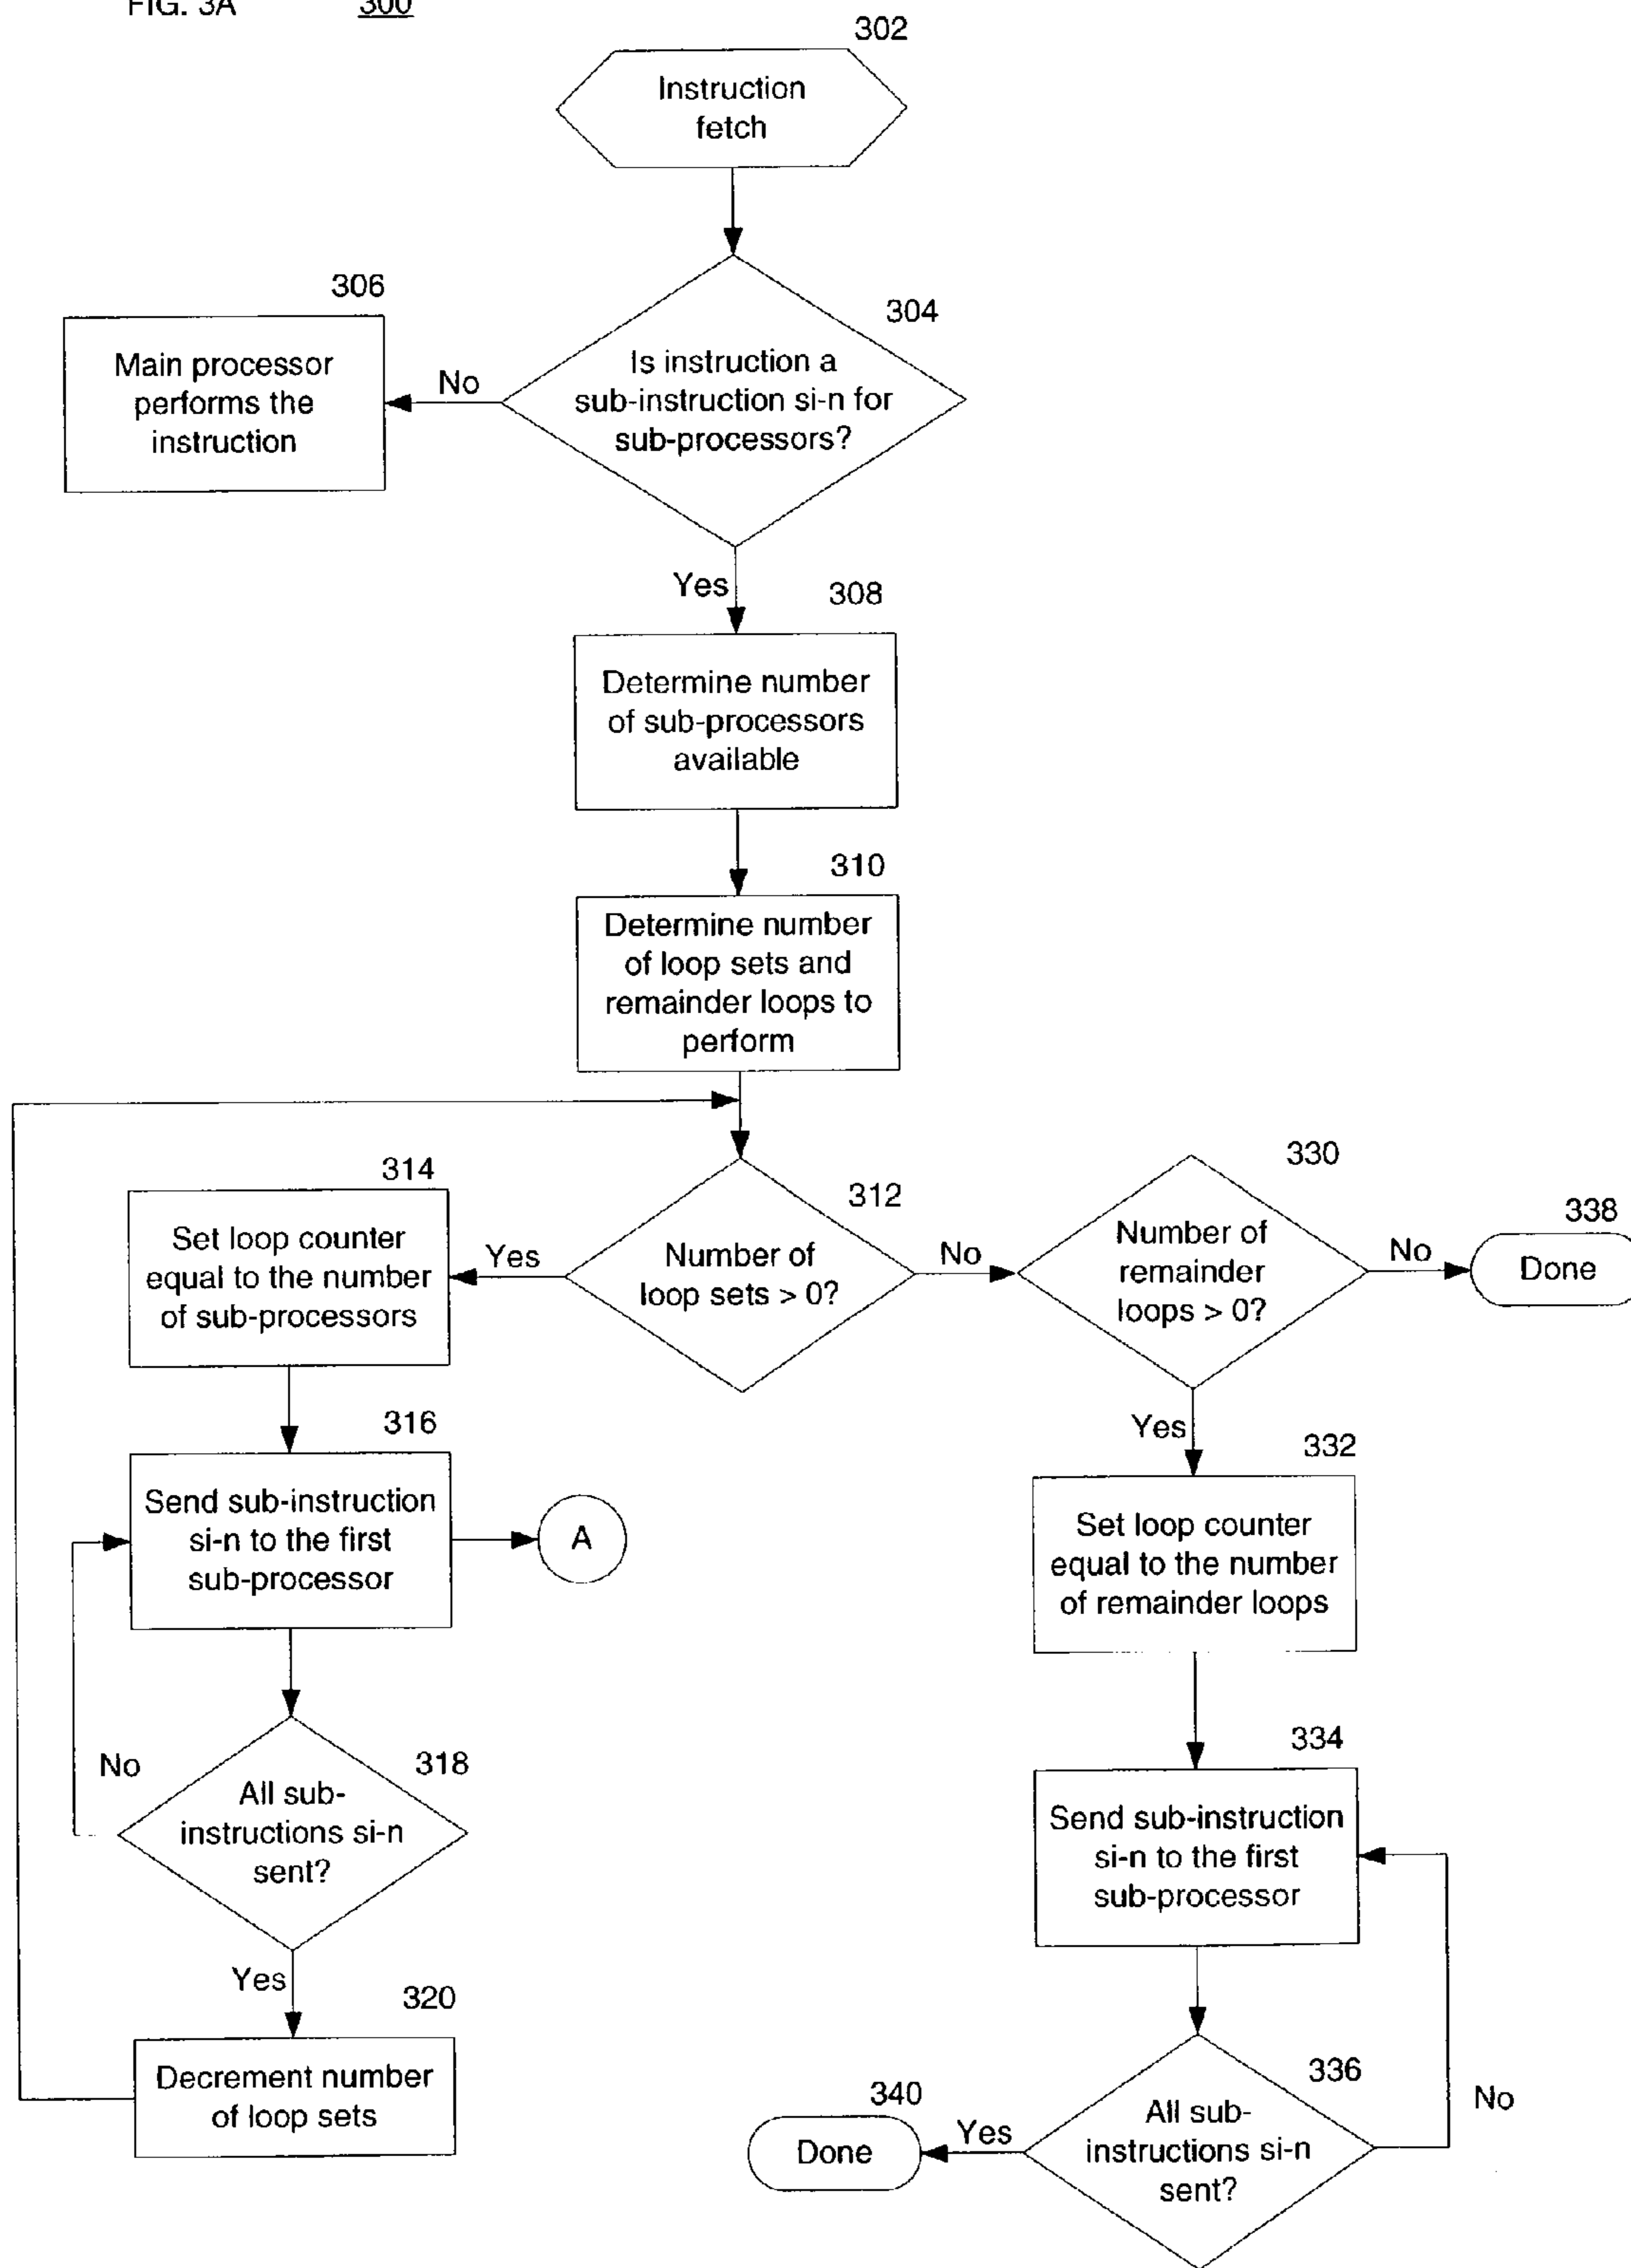 FIG. 3A 300
302
Instruction
fetch
304
Is instruction a
sub-instruction si-n for
sub-processors?
No
306
Main processor
performs the
instruction
Yes
308
Determine number
of sub-processors
available
310
Determine number
of loop sets and
remainder loops to
perform
312
Number of
loop sets > 0?
Yes
314
Set loop counter
equal to the number
of sub-processors
316
Send sub-instruction
si-n to the first
sub-processor
A
318
All sub-
instructions si-n
sent?
No
Yes
320
Decrement number
of loop sets
No
330
Number of
remainder
loops > 0?
No
338
Done
Yes
332
Set loop counter
equal to the number
of remainder loops
334
Send sub-instruction
si-n to the first
sub-processor
336
All sub-
instructions si-n
sent?
No
Yes
340
Done